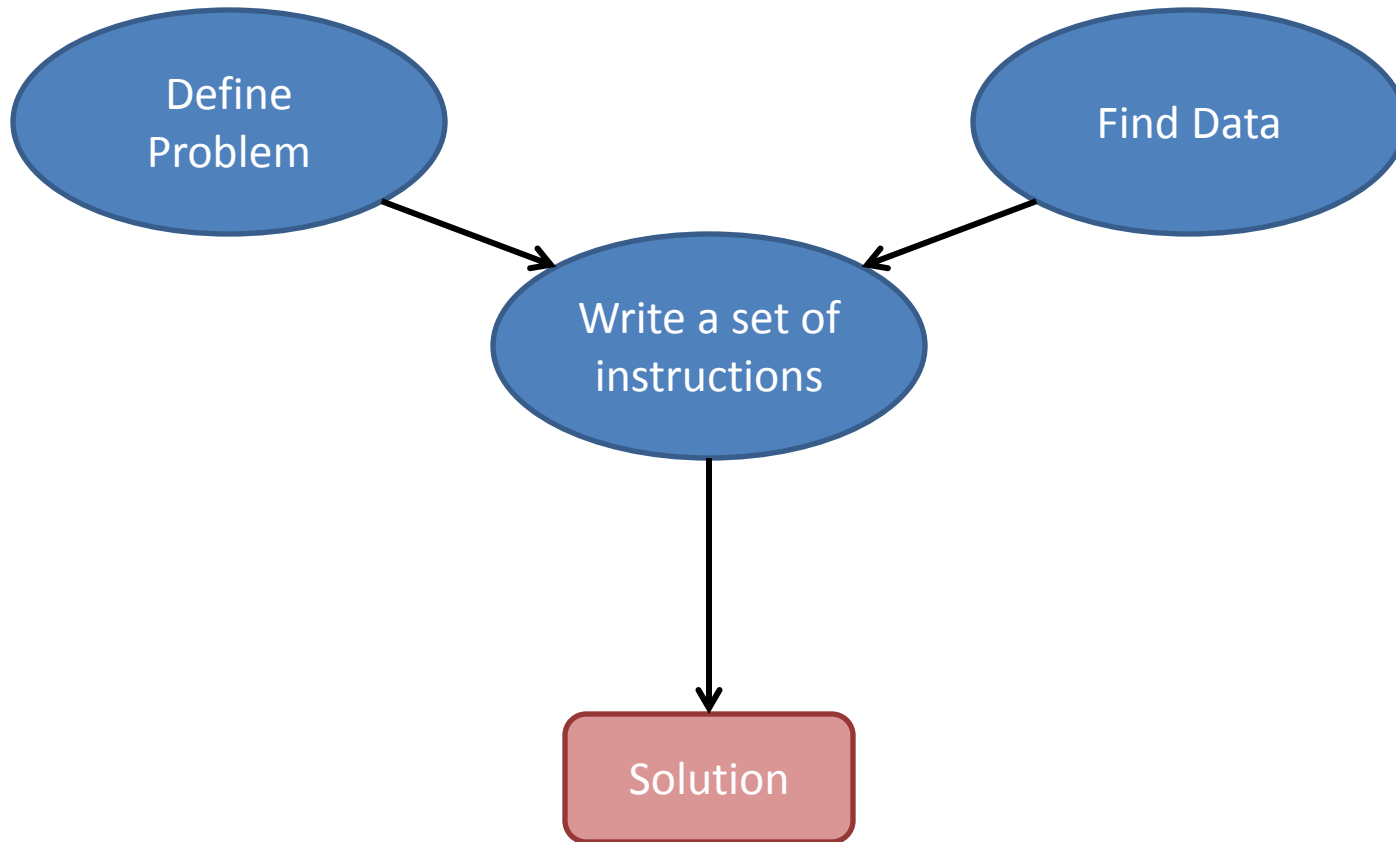 Define
Problem
Find Data
Write a set of
instructions
Solution